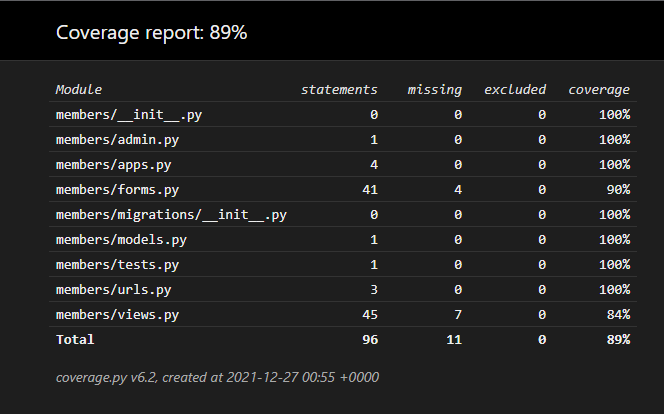 Coverage report: 89%
Module statements missing excluded coverage
members/__init__.py 0 0 0 100%
members/admin.py 1 0 0 100%
members/apps.py 4 0 0 100%
members/forms.py 41 4 0 90%
members/migrations/__init__.py 0 0 0 100%
members/models.py 1 0 0 100%
members/tests.py 1 0 0 100%
members/urls.py 3 0 0 100%
members/views.py 45 7 0 84%
Total 96 11 0 89%
coverage.py v6.2, created at 2021-12-27 00:55 +0000